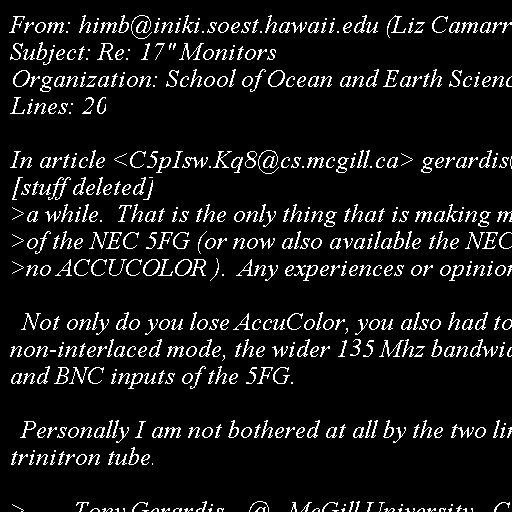 From: himb@iniki.soest.hawaii.edu (Liz Camarr
Subject: Re: 17" Monitors
Organization: School of Ocean and Earth Scienc
Lines: 20

In article <C5pIsw.Kq8@cs.mcgill.ca> gerardis@
[stuff deleted]
>a while.  That is the only thing that is making m
>of the NEC 5FG (or now also available the NEC
>no ACCUCOLOR ).  Any experiences or opinion

  Not only do you lose AccuColor, you also had to
non-interlaced mode, the wider 135 Mhz bandwid
and BNC inputs of the 5FG.

  Personally I am not bothered at all by the two lin
trinitron tube.

>       Tony Gerardis    @   McGill University   C